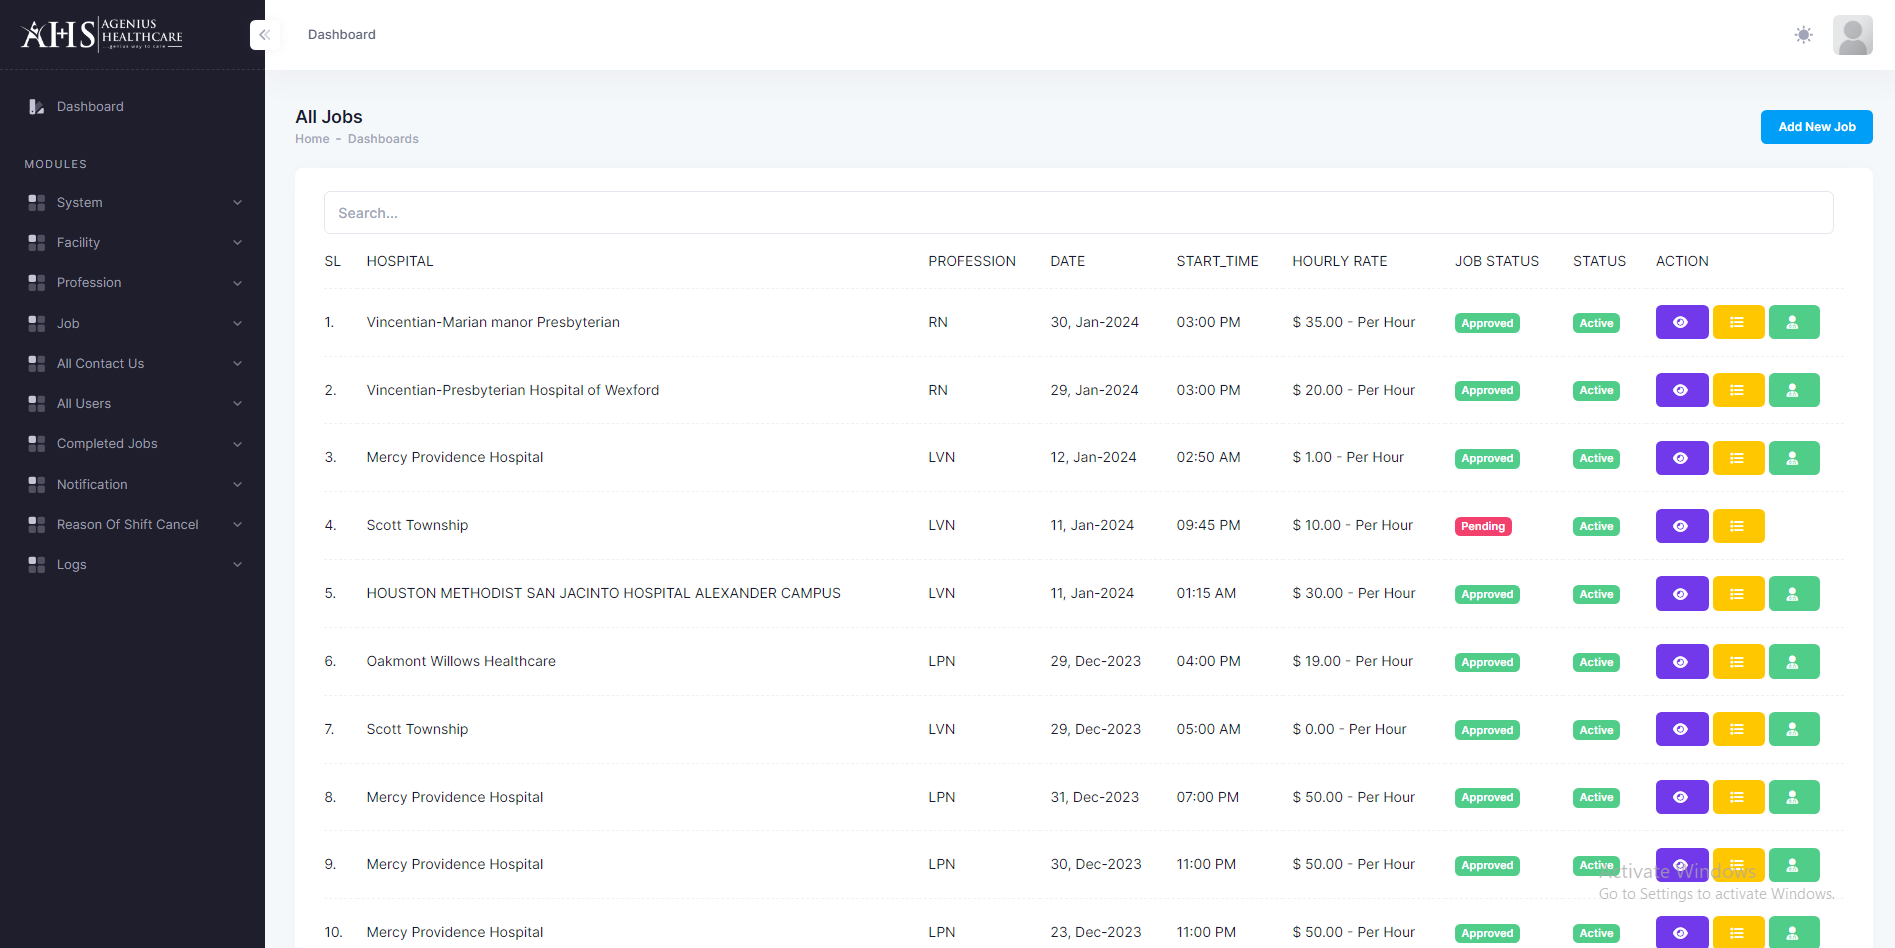 AHS AGENIUS HEALTHCARE
...genius way to care
Dashboard
Dashboard
MODULES
System
Facility
Profession
Job
All Contact Us
All Users
Completed Jobs
Notification
Reason Of Shift Cancel
Logs
All Jobs
Home - Dashboards
Add New Job
Search...
SL HOSPITAL PROFESSION DATE START_TIME HOURLY RATE JOB STATUS STATUS ACTION
1. Vincentian-Marian manor Presbyterian RN 30, Jan-2024 03:00 PM $ 35.00 - Per Hour Approved Active
2. Vincentian-Presbyterian Hospital of Wexford RN 29, Jan-2024 03:00 PM $ 20.00 - Per Hour Approved Active
3. Mercy Providence Hospital LVN 12, Jan-2024 02:50 AM $ 1.00 - Per Hour Approved Active
4. Scott Township LVN 11, Jan-2024 09:45 PM $ 10.00 - Per Hour Pending Active
5. HOUSTON METHODIST SAN JACINTO HOSPITAL ALEXANDER CAMPUS LVN 11, Jan-2024 01:15 AM $ 30.00 - Per Hour Approved Active
6. Oakmont Willows Healthcare LPN 29, Dec-2023 04:00 PM $ 19.00 - Per Hour Approved Active
7. Scott Township LVN 29, Dec-2023 05:00 AM $ 0.00 - Per Hour Approved Active
8. Mercy Providence Hospital LPN 31, Dec-2023 07:00 PM $ 50.00 - Per Hour Approved Active
9. Mercy Providence Hospital LPN 30, Dec-2023 11:00 PM $ 50.00 - Per Hour Approved Active
Activate Windows
Go to Settings to activate Windows.
10. Mercy Providence Hospital LPN 23, Dec-2023 11:00 PM $ 50.00 - Per Hour Approved Active